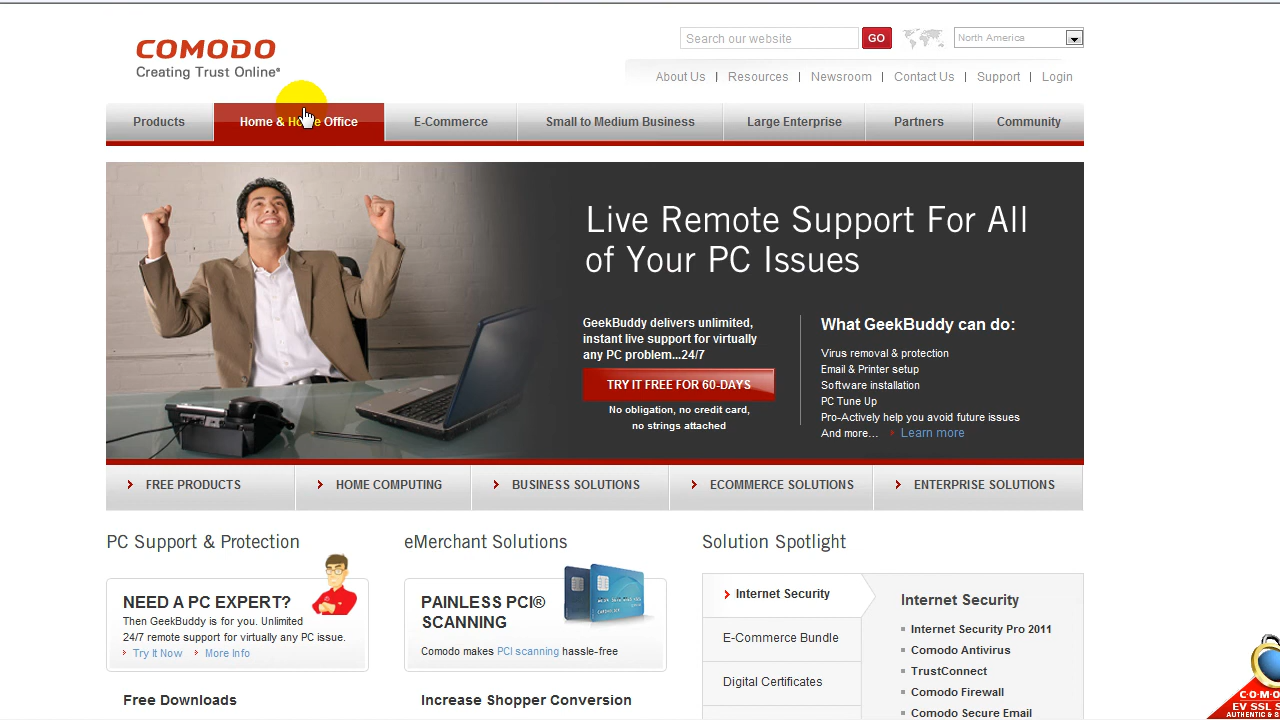 COMODO
Creating Trust Online®
Search our website
GO
North America
About Us | Resources | Newsroom | Contact Us | Support | Login
Products
Home & Home Office
E-Commerce
Small to Medium Business
Large Enterprise
Partners
Community
Live Remote Support For All
of Your PC Issues
GeekBuddy delivers unlimited,
instant live support for virtually
any PC problem...24/7
TRY IT FREE FOR 60-DAYS
No obligation, no credit card,
no strings attached
What GeekBuddy can do:
Virus removal & protection
Email & Printer setup
Software installation
PC Tune Up
Pro-Actively help you avoid future issues
And more... Learn more
FREE PRODUCTS
HOME COMPUTING
BUSINESS SOLUTIONS
ECOMMERCE SOLUTIONS
ENTERPRISE SOLUTIONS
PC Support & Protection
NEED A PC EXPERT?
Then GeekBuddy is for you. Unlimited
24/7 remote support for virtually any PC issue.
Try It Now More Info
Free Downloads
eMerchant Solutions
PAINLESS PCI®
SCANNING
Comodo makes PCI scanning hassle-free
Increase Shopper Conversion
Solution Spotlight
Internet Security
E-Commerce Bundle
Digital Certificates
Internet Security
Internet Security Pro 2011
Comodo Antivirus
TrustConnect
Comodo Firewall
Comodo Secure Email
EV SSL
AUTHENTIC &